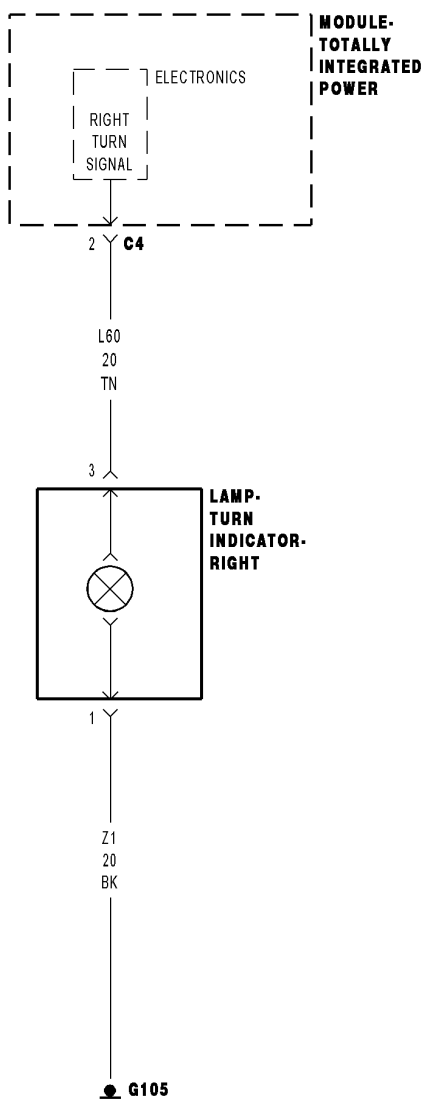 MODULE-
TOTALLY
INTEGRATED
POWER
ELECTRONICS
RIGHT
TURN
SIGNAL
2 C4
L60
20
TN
3
LAMP-
TURN
INDICATOR-
RIGHT
1
Z1
20
BK
G105